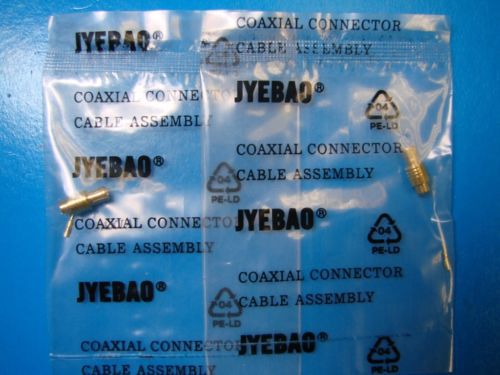 COAXIAL CONNECTOR
JYEBAO® CABLE ASSEMBLY
COAXIAL CONNECTOR JYEBAO® 04
CABLE ASSEMBLY PE-LD
COAXIAL CONNECTOR
JYEBAO® 04 CABLE ASSEMBLY
PE-LD
COAXIAL CONNECTOR JYEBAO® 04
CABLE ASSEMBLY PE-LD
COAXIAL CONNECTOR
JYEBAO® 04 CABLE ASSEMBLY
PE-LD
COAXIAL CONNECTOR JYEBAO® 04
CABLE ASSEMBLY PE-LD